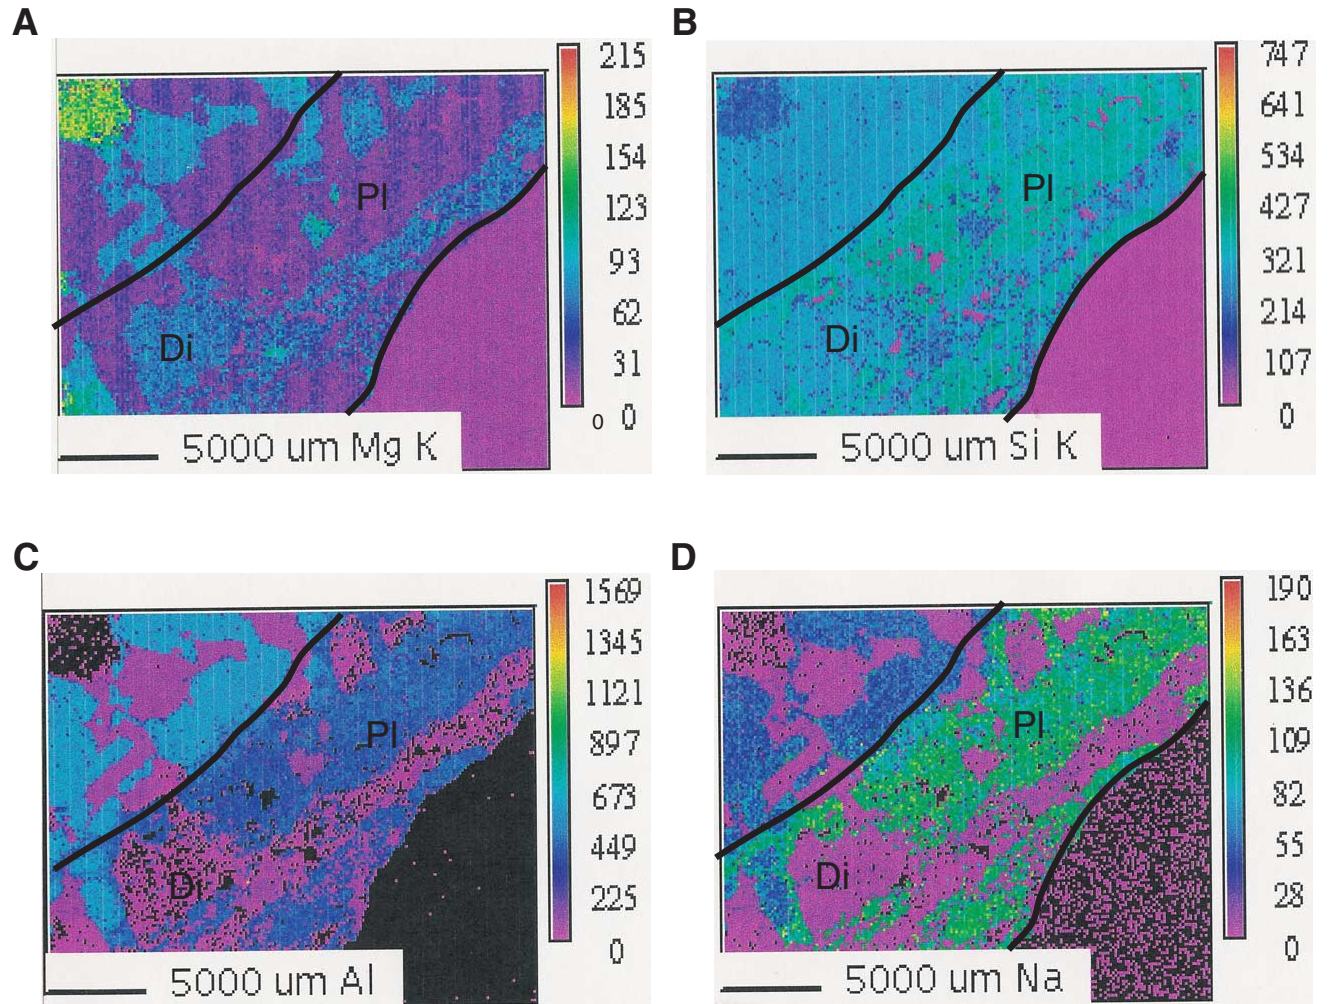 A
215
185
154
123
93
62
31
0 0
Pl
Di
5000 um Mg K
B
747
641
534
427
321
214
107
0
Pl
Di
5000 um Si K
C
1569
1345
1121
897
673
449
225
0
Pl
Di
5000 um Al
D
190
163
136
109
82
55
28
0
Pl
Di
5000 um Na